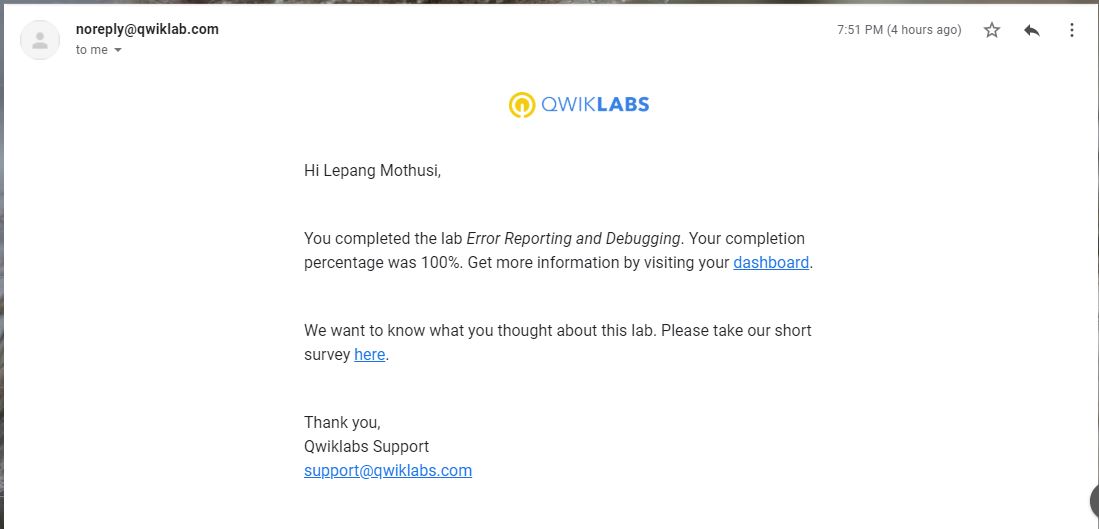 noreply@qwiklab.com
7:51 PM (4 hours ago)
to me
QWIKLABS
Hi Lepang Mothusi,
You completed the lab Error Reporting and Debugging. Your completion
percentage was 100%. Get more information by visiting your dashboard.
We want to know what you thought about this lab. Please take our short
survey here.
Thank you,
Qwiklabs Support
support@qwiklabs.com